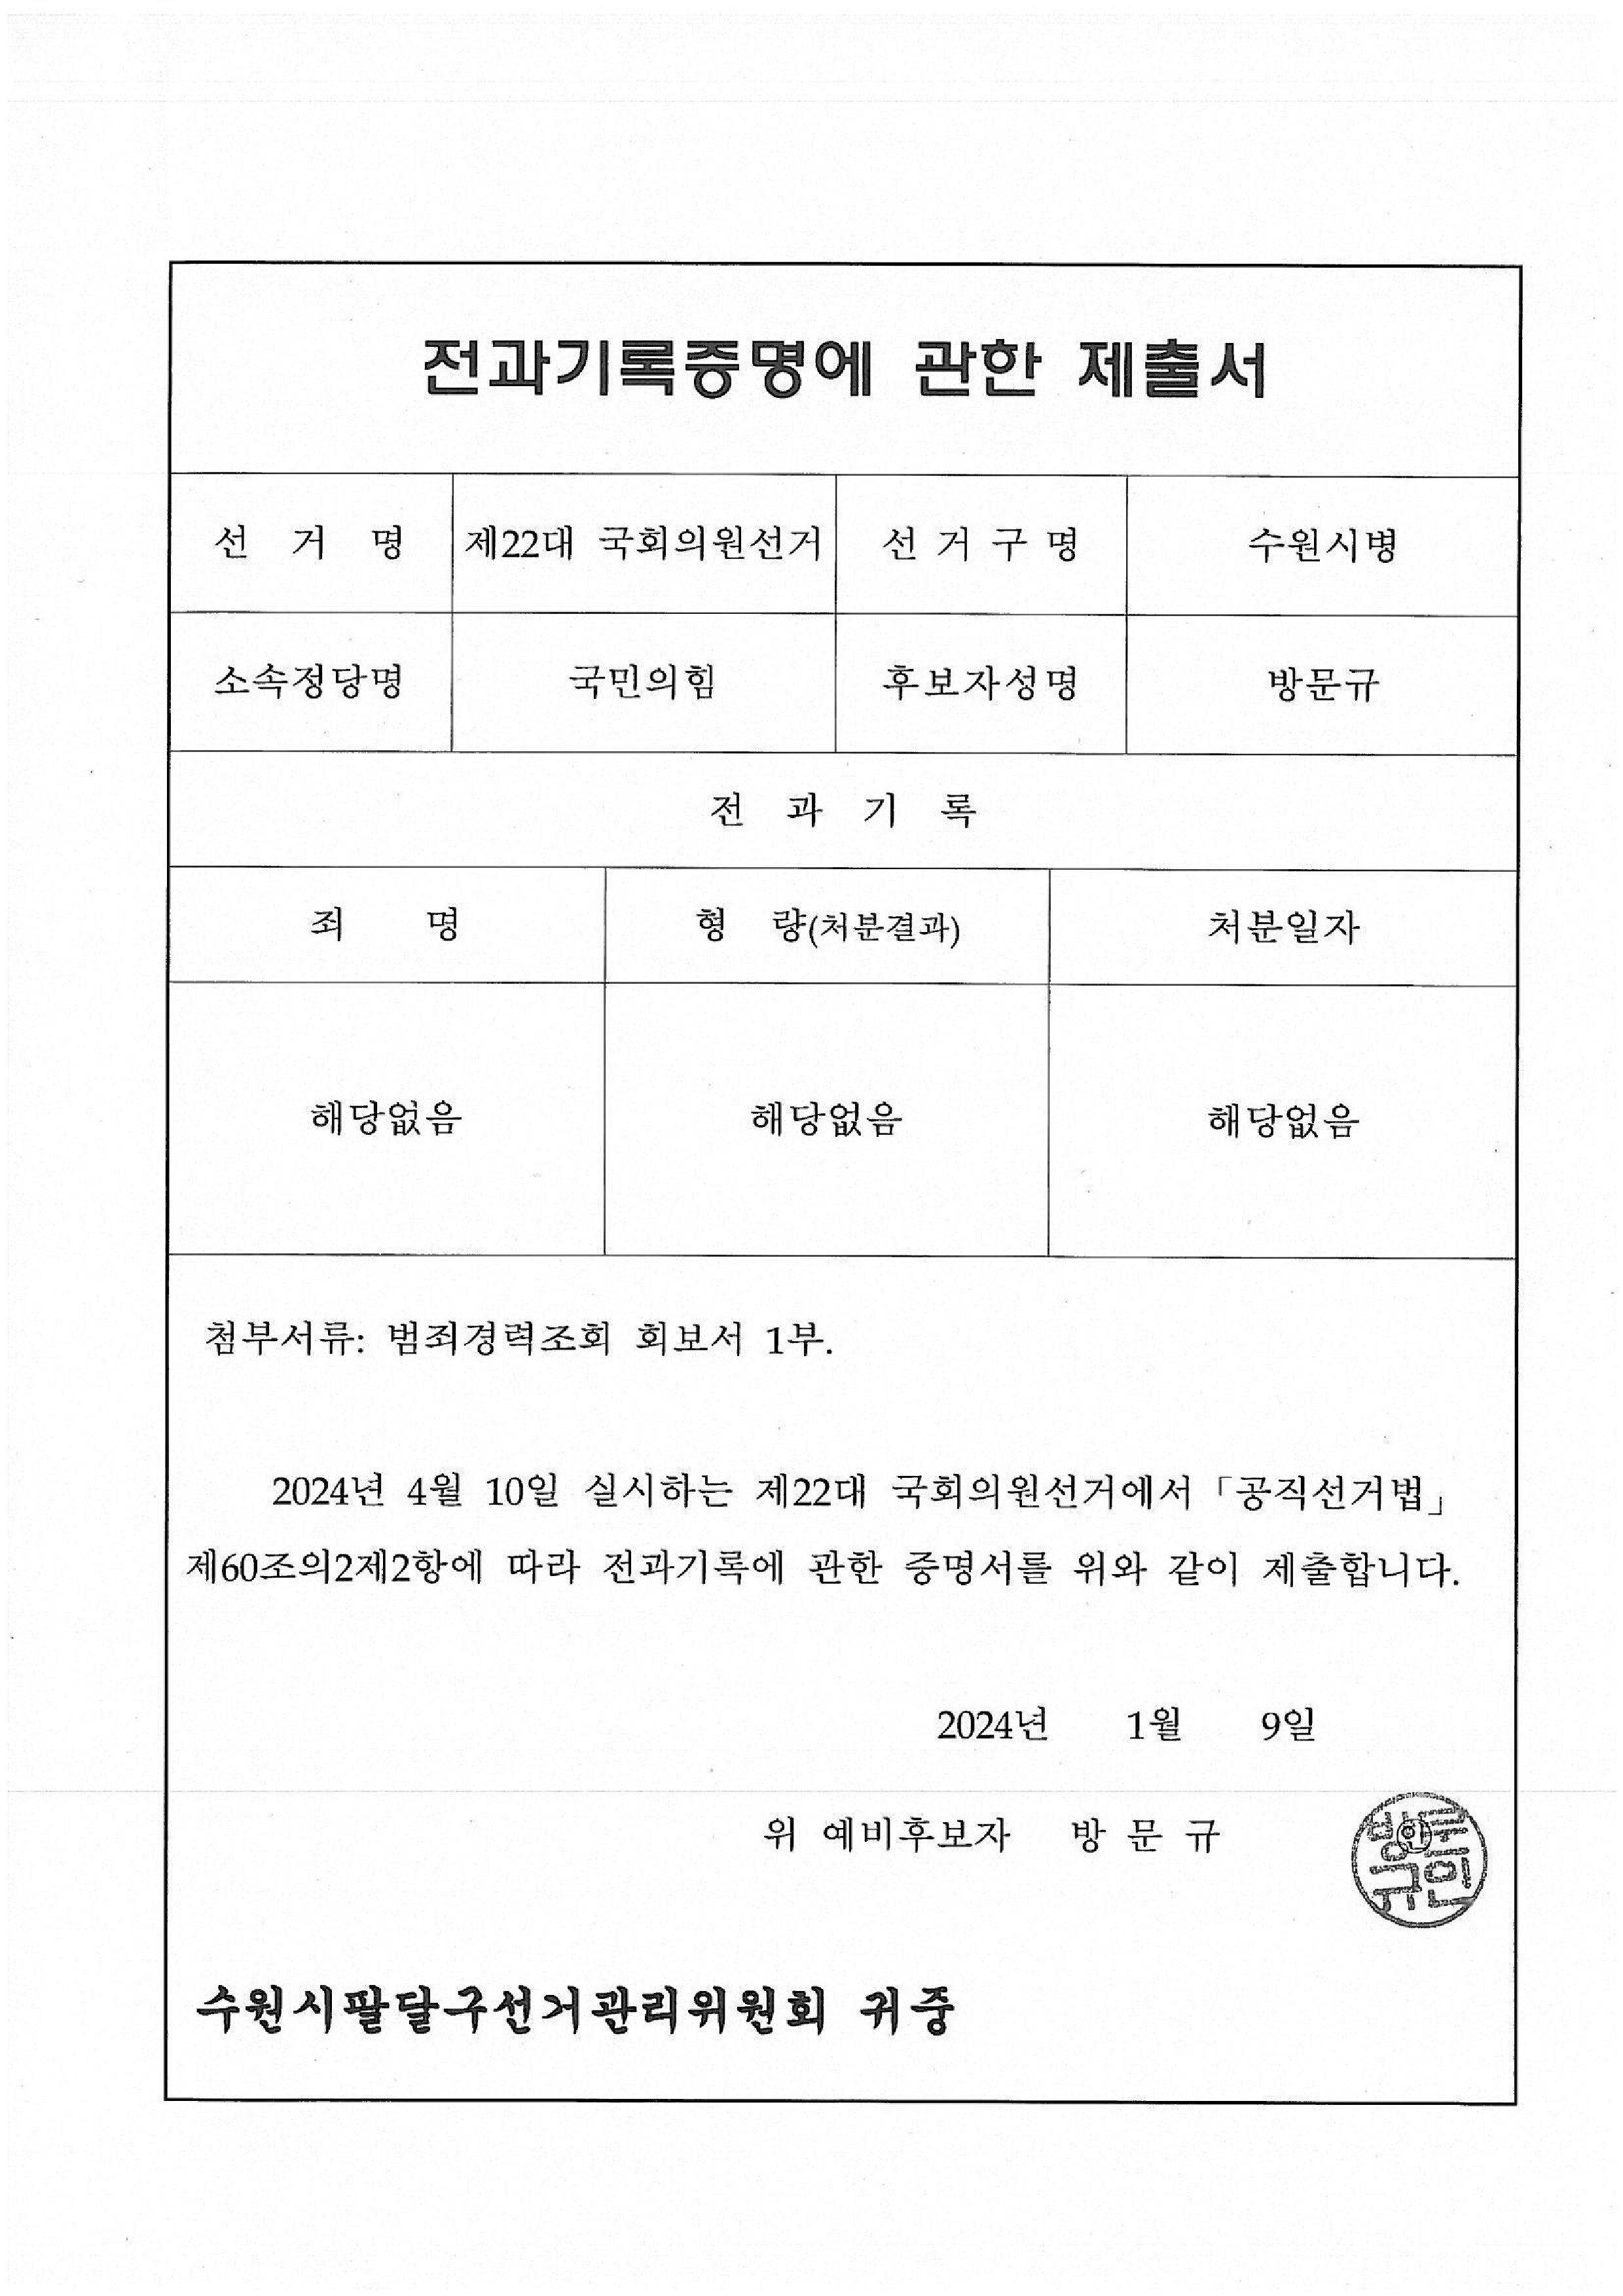 전과기록증명에 관한 제출서
선 거 명 제22대 국회의원선거 선 거 구 명 수원시병
소속정당명 국민의힘 후보자성명 방문규
전 과 기 록
죄 명 형 량(처분결과) 처분일자
해당없음 해당없음 해당없음
첨부서류: 범죄경력조회 회보서 1부.
2024년 4월 10일 실시하는 제22대 국회의원선거에서 「공직선거법」
제60조의2제2항에 따라 전과기록에 관한 증명서를 위와 같이 제출합니다.
2024년 1월 9일
위 예비후보자 방 문 규
인
방문
규인
수원시팔달구선거관리위원회 귀중